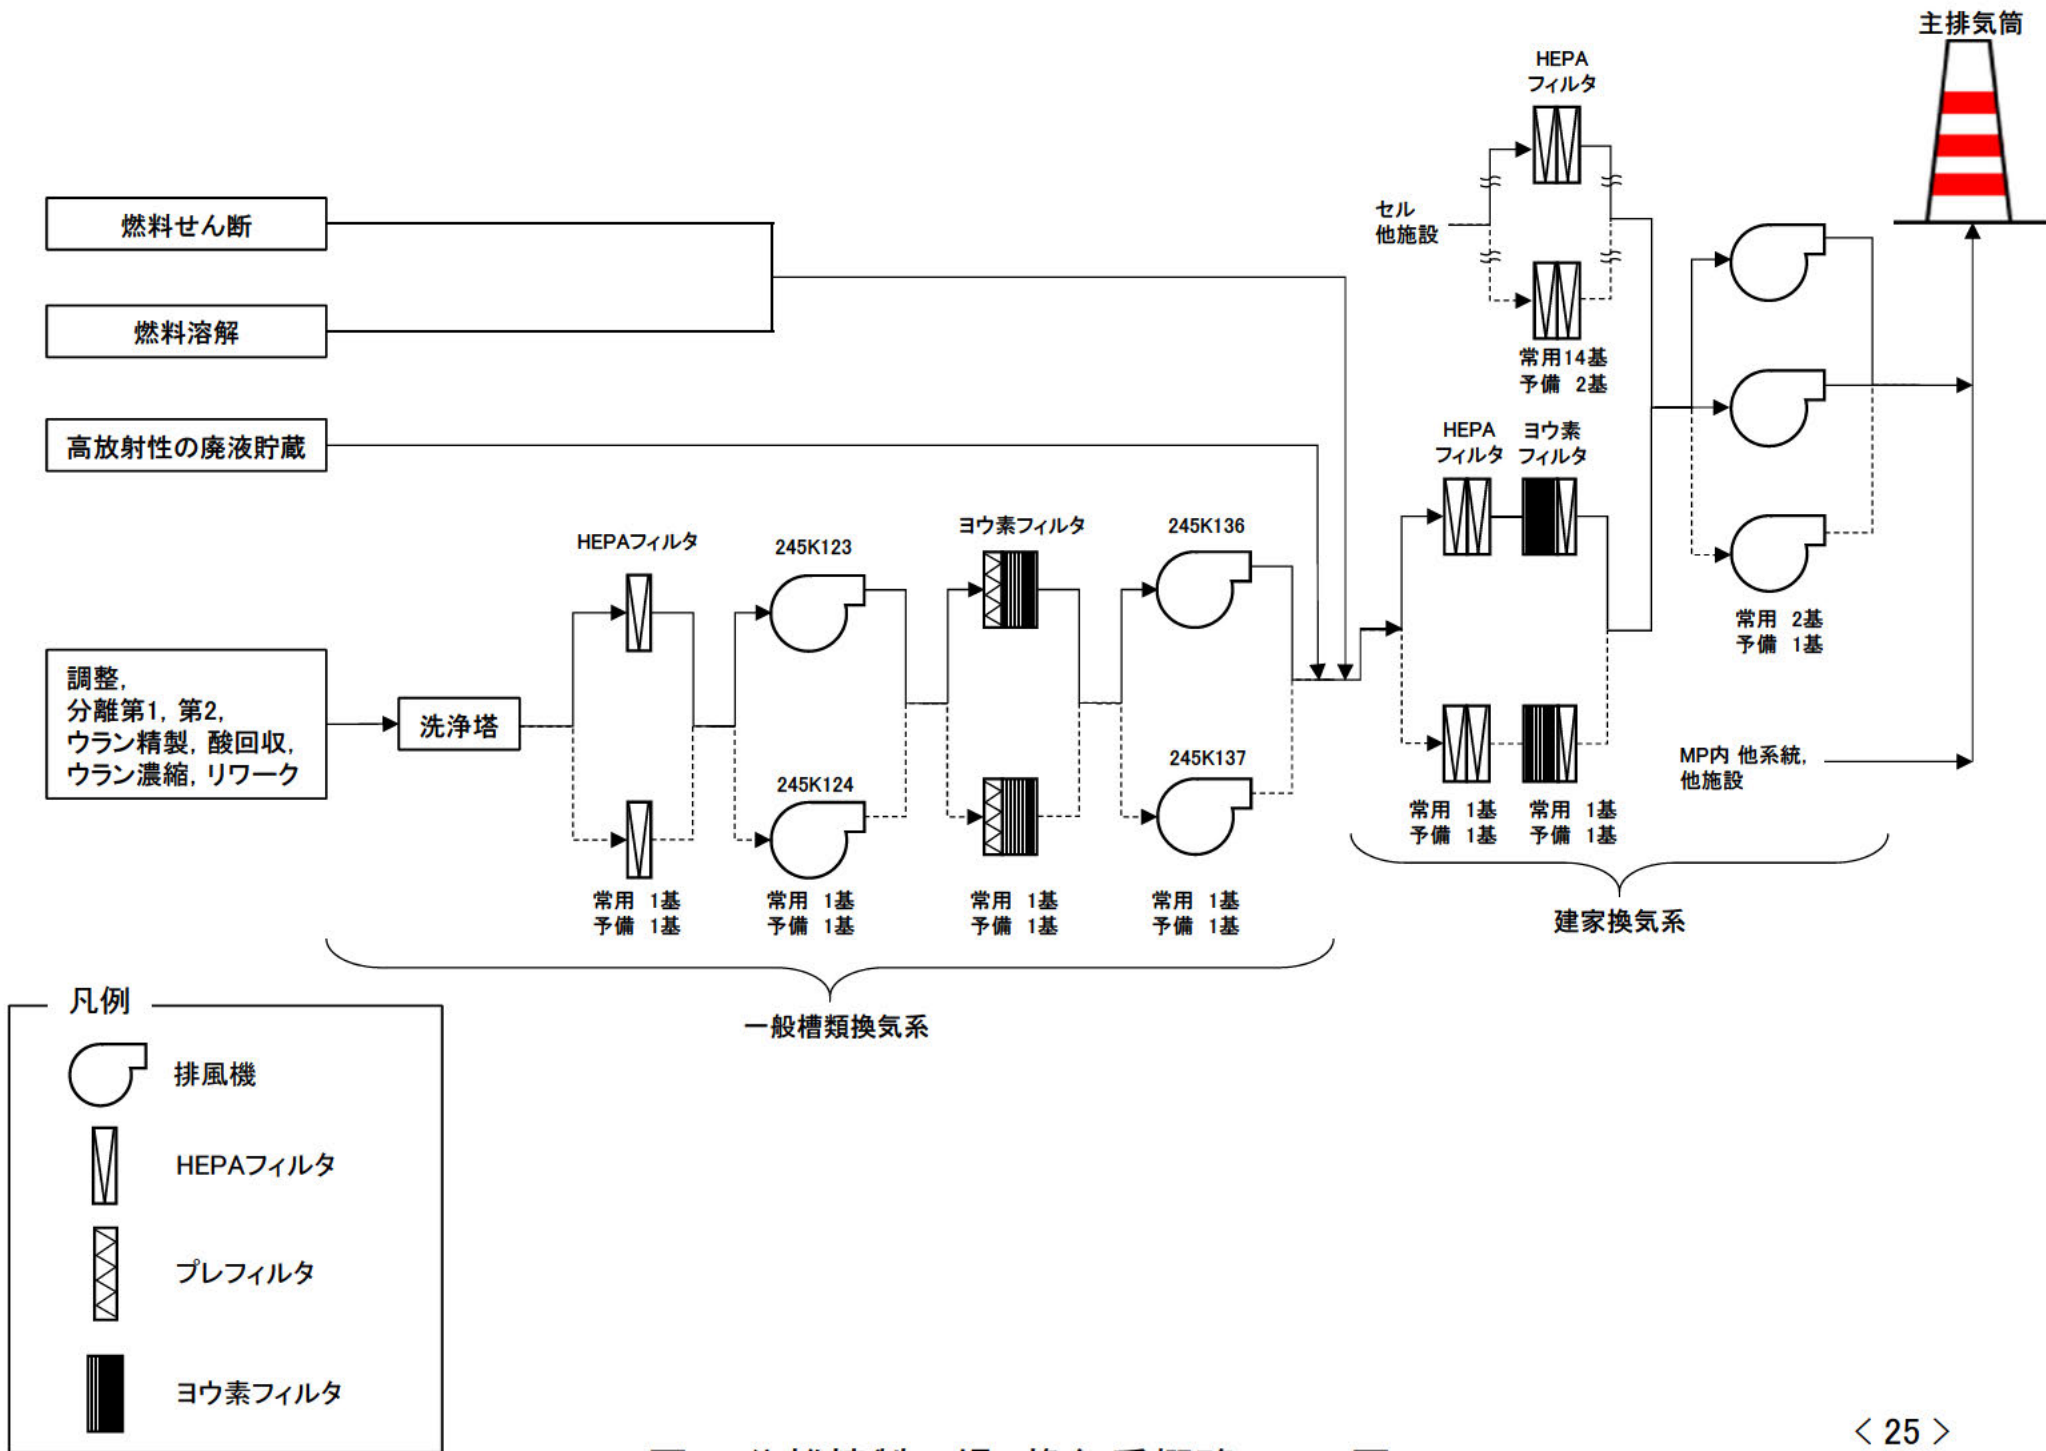 主排気筒
HEPA
フィルタ
セル
他施設
燃料せん断
燃料溶解
常用14基
予備 2基
高放射性の廃液貯蔵
HEPA
フィルタ
ヨウ素
フィルタ
HEPAフィルタ
245K123
ヨウ素フィルタ
245K136
常用 2基
予備 1基
調整,
分離第1, 第2,
ウラン精製, 酸回収,
ウラン濃縮, リワーク
洗浄塔
245K124
245K137
MP内 他系統,
他施設
常用 1基
予備 1基
常用 1基
予備 1基
常用 1基
予備 1基
常用 1基
予備 1基
常用 1基
予備 1基
常用 1基
予備 1基
建家換気系
一般槽類換気系
凡例
排風機
HEPAフィルタ
プレフィルタ
ヨウ素フィルタ
< 25 >